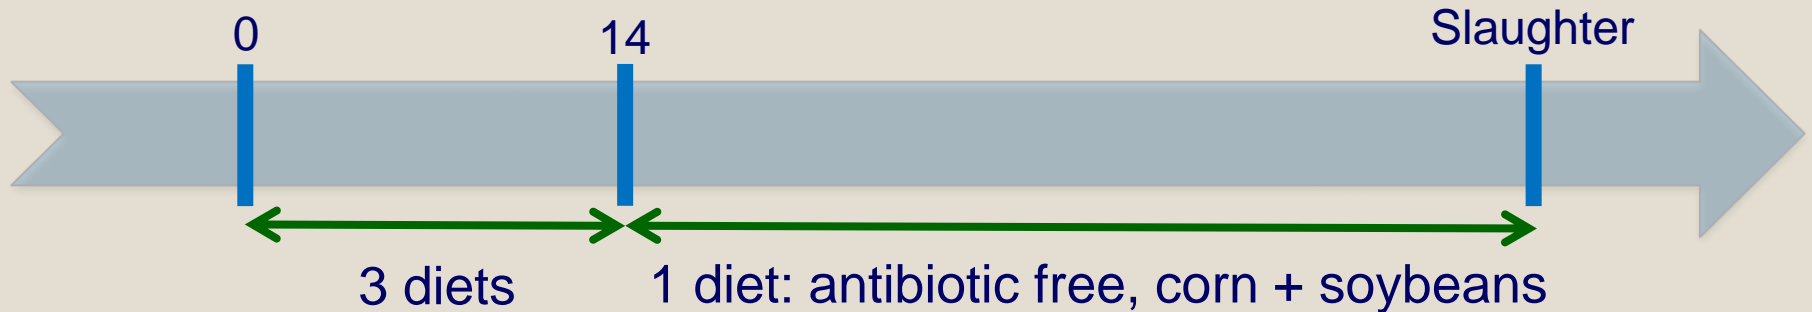 0
14
Slaughter
3 diets
1 diet: antibiotic free, corn + soybeans